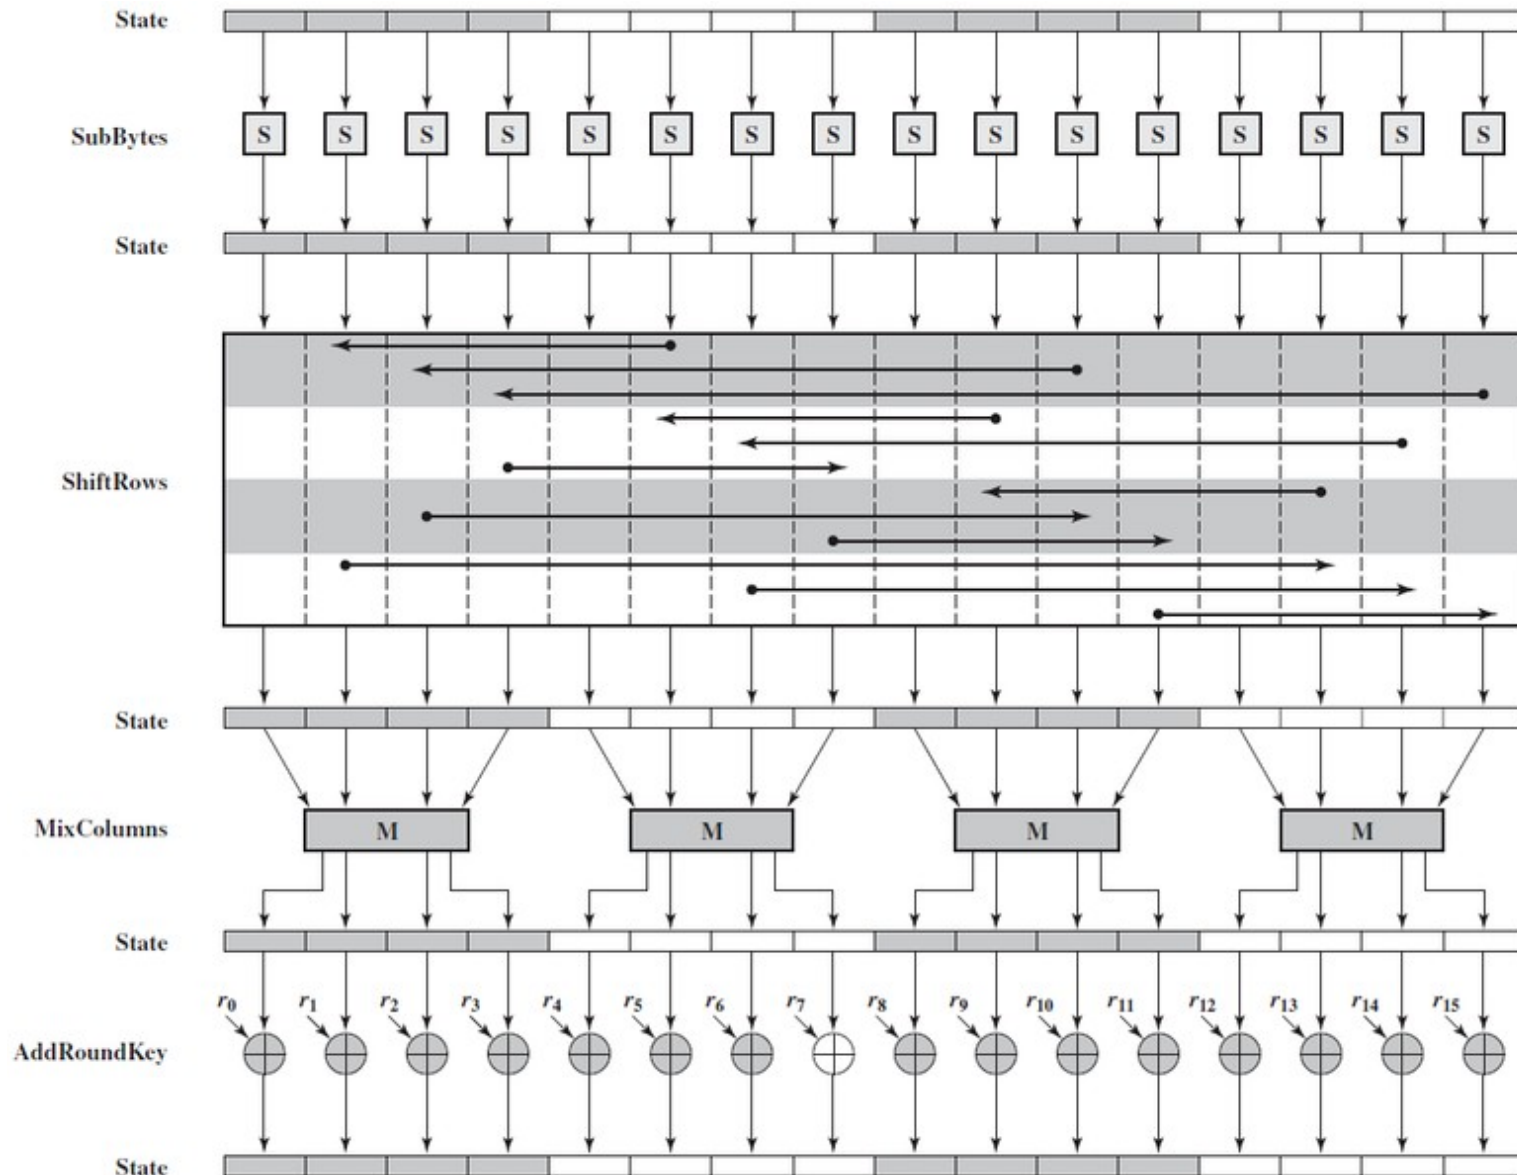 State
SubBytes S S S S S S S S S S S S S S S S
State
ShiftRows
State
MixColumns M M M M
State
r0 r1 r2 r3 r4 r5 r6 r7 r8 r9 r10 r11 r12 r13 r14 r15
AddRoundKey
State